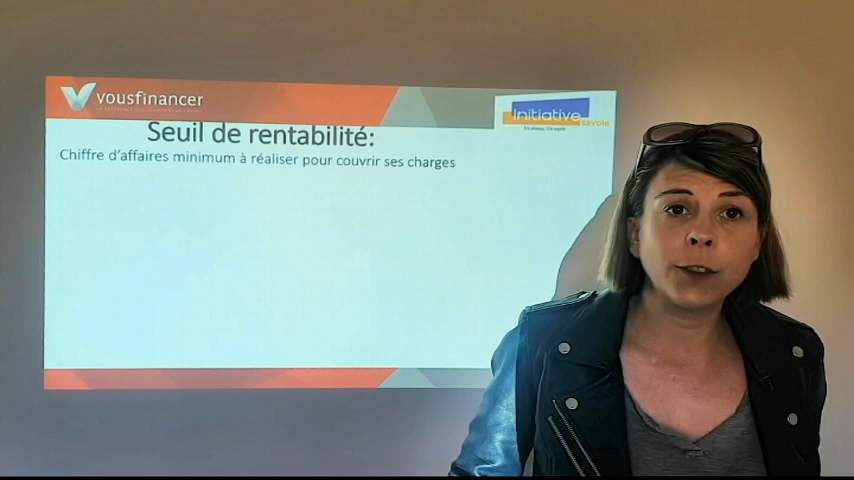 vousfinancer
Initiative
savoie
Seuil de rentabilité:
Chiffre d’affaires minimum à réaliser pour couvrir ses charges